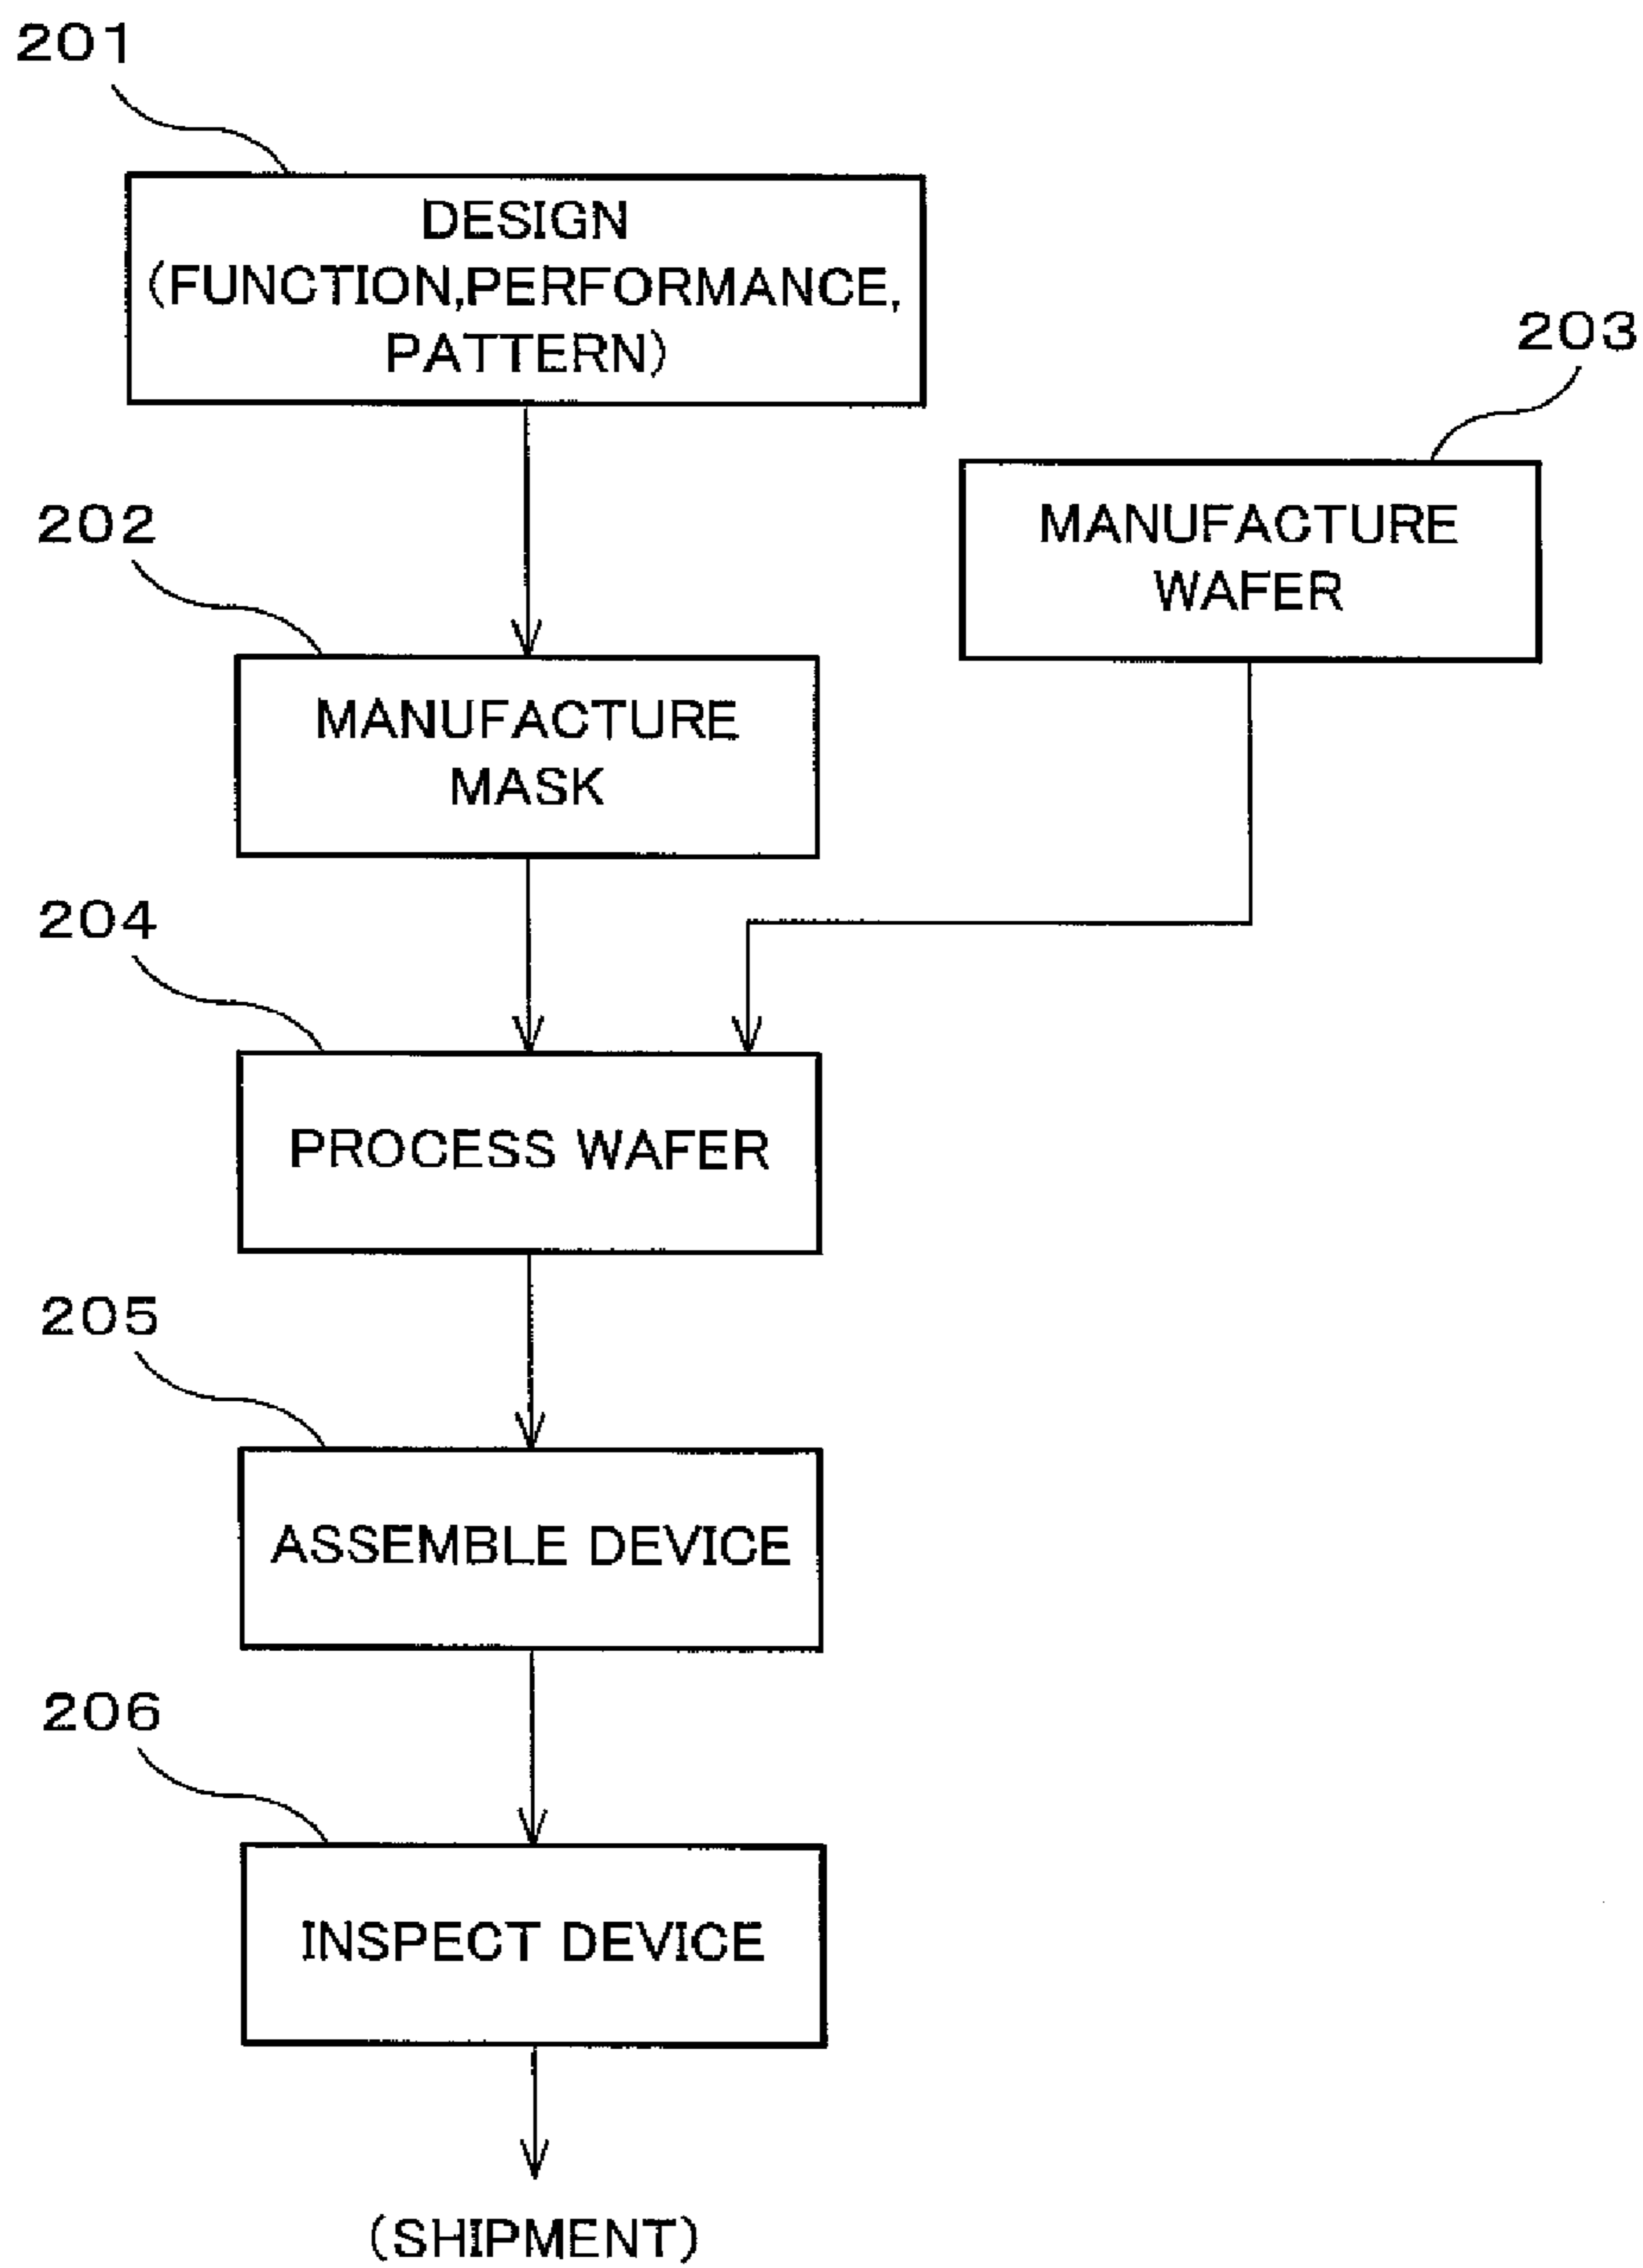 201
DESIGN
(FUNCTION,PERFORMANCE,
PATTERN)
203
MANUFACTURE
WAFER
202
MANUFACTURE
MASK
204
PROCESS WAFER
205
ASSEMBLE DEVICE
206
INSPECT DEVICE
(SHIPMENT)